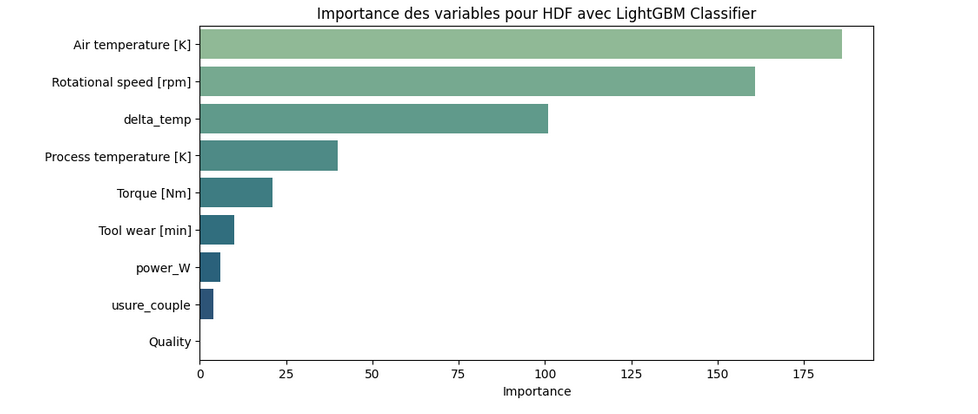 Importance des variables pour HDF avec LightGBM Classifier
Air temperature [K]
Rotational speed [rpm]
delta_temp
Process temperature [K]
Torque [Nm]
Tool wear [min]
power_W
usure_couple
Quality
0 25 50 75 100 125 150 175
Importance